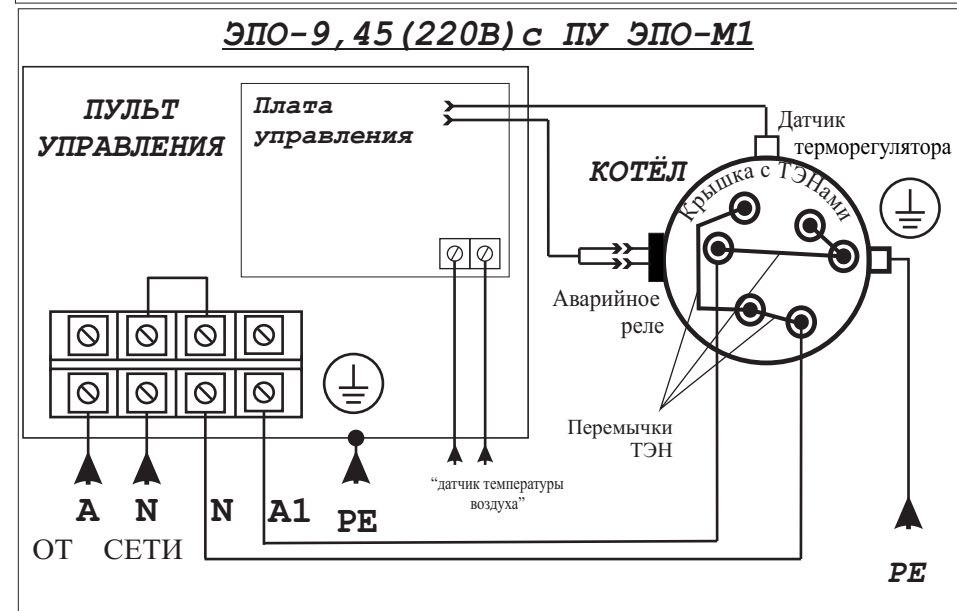 ЭПО-9,45(220В)с ПУ ЭПО-М1
ПУЛЬТ
УПРАВЛЕНИЯ
Плата
управления
Датчик
терморегулятора
КОТЁЛ
Крышка с ТЭНами
Аварийное
реле
Перемычки
ТЭН
“датчик температуры
воздуха”
A N N A1 PE
ОТ СЕТИ
PE